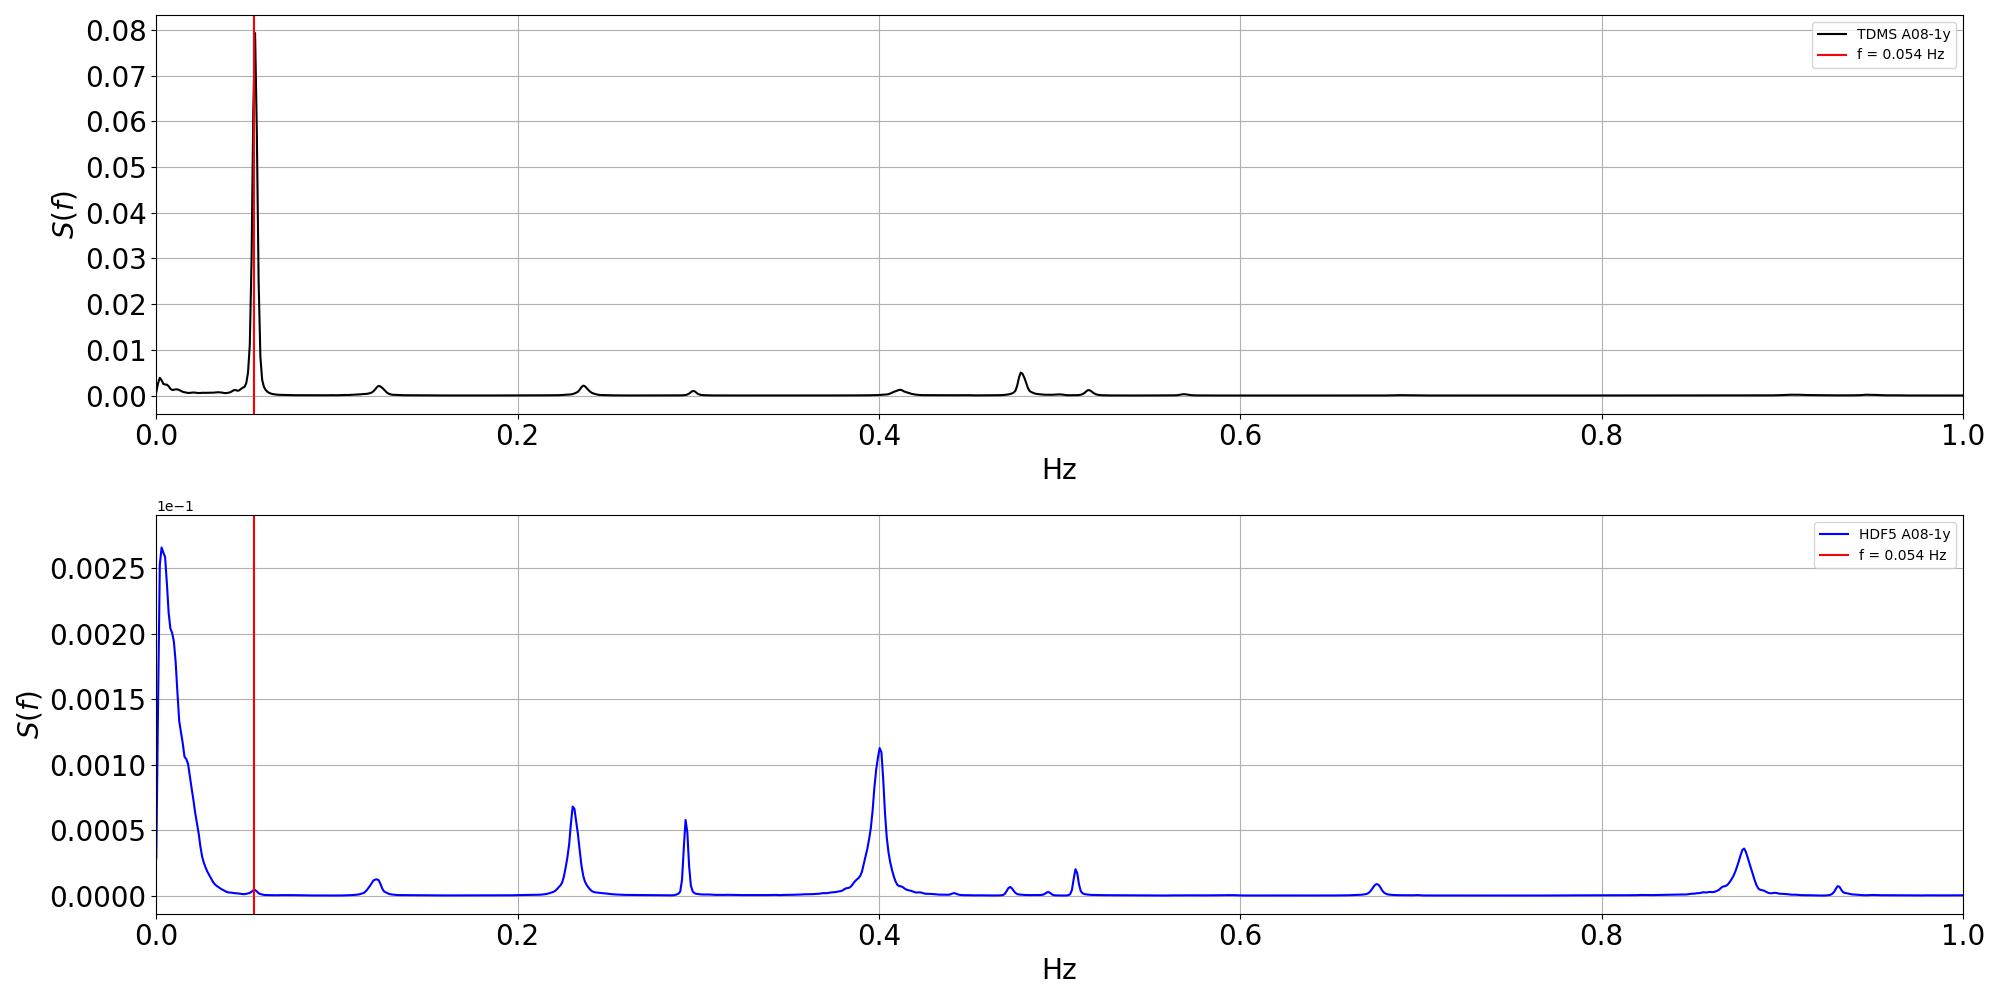 0.08
0.07
0.06
0.05
0.04
0.03
0.02
0.01
0.00
S(f)
TDMS A08-1y
f = 0.054 Hz
0.0 0.2 0.4 0.6 0.8 1.0
Hz
1e−1
0.0025
0.0020
0.0015
0.0010
0.0005
0.0000
S(f)
HDF5 A08-1y
f = 0.054 Hz
0.0 0.2 0.4 0.6 0.8 1.0
Hz